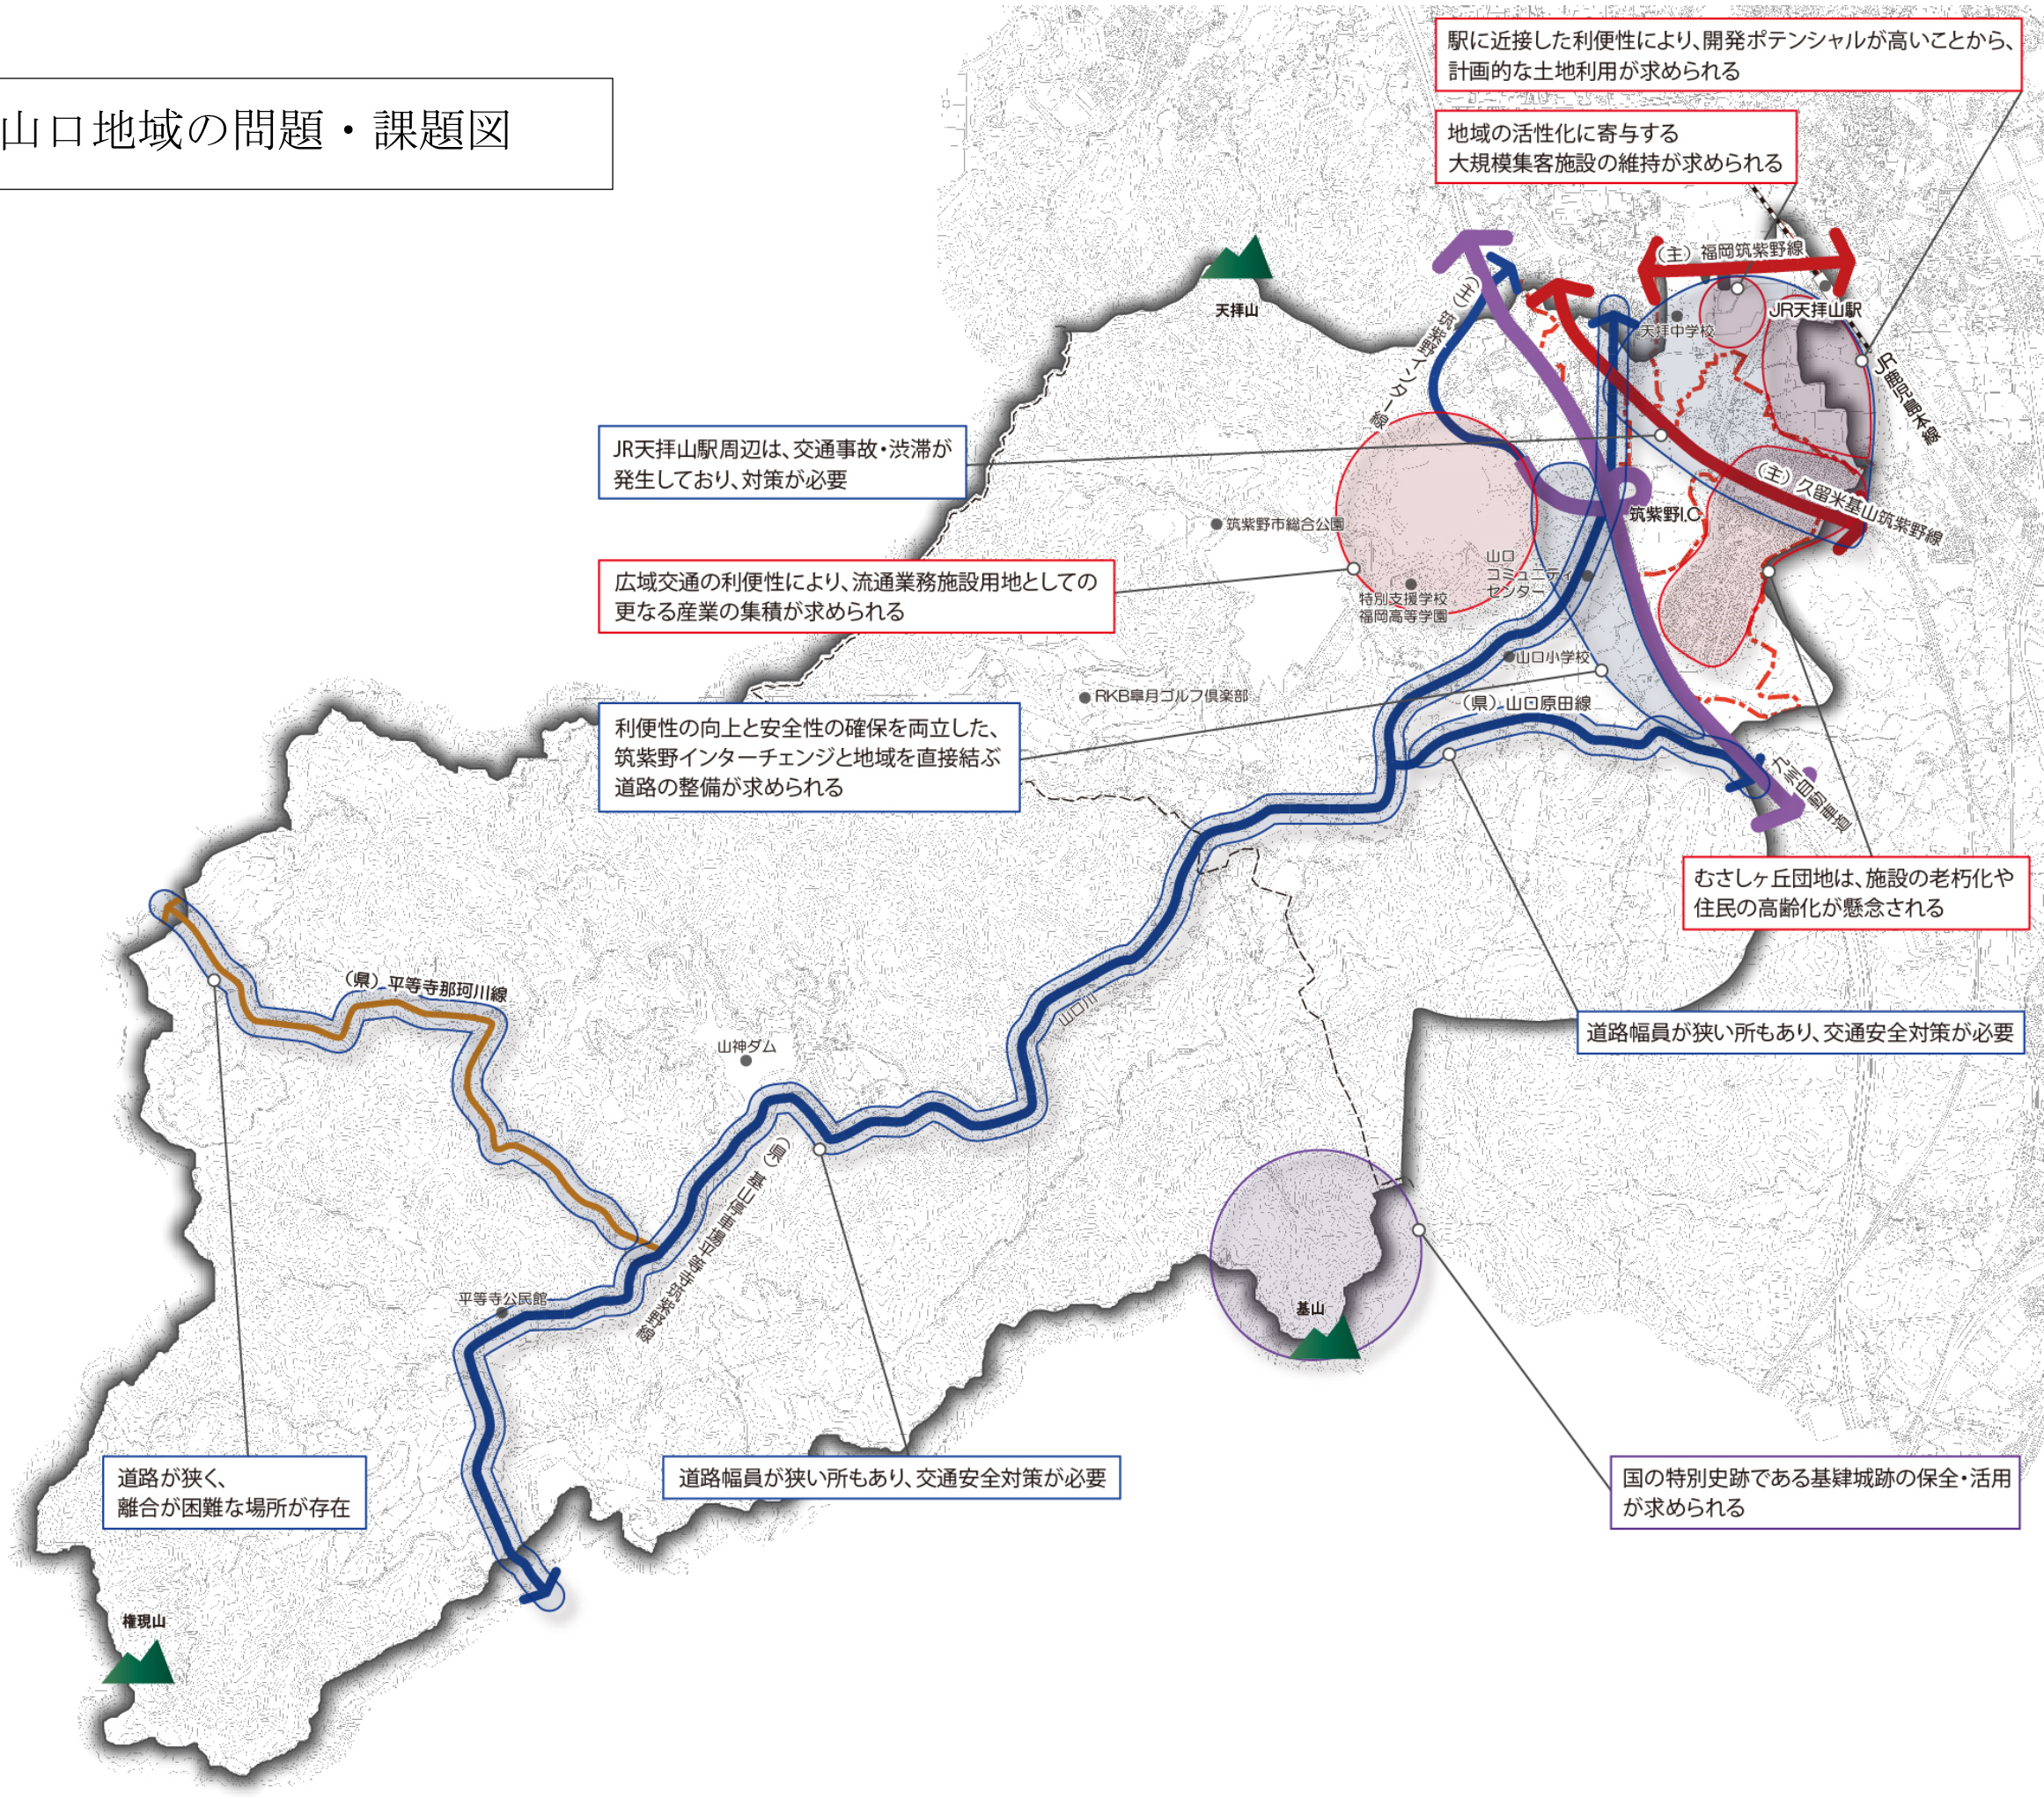 山口地域の問題・課題図
駅に近接した利便性により、開発ポテンシャルが高いことから、
計画的な土地利用が求められる
地域の活性化に寄与する
大規模集客施設の維持が求められる
(主)福岡筑紫野線
JR天拝山駅
天拝中学校
JR鹿児島本線
天拝山
(主)筑紫野インター線
JR天拝山駅周辺は、交通事故・渋滞が
発生しており、対策が必要
(主)久留米基山筑紫野線
筑紫野I.C
筑紫野市総合公園
山口
コミュニティ
センター
広域交通の利便性により、流通業務施設用地としての
更なる産業の集積が求められる
特別支援学校
福岡高等学園
山口小学校
RKB皐月ゴルフ倶楽部
(県)山口原田線
利便性の向上と安全性の確保を両立した、
筑紫野インターチェンジと地域を直接結ぶ
道路の整備が求められる
九州自動車道
むさしヶ丘団地は、施設の老朽化や
住民の高齢化が懸念される
(県)平等寺那珂川線
山口川
道路幅員が狭い所もあり、交通安全対策が必要
山神ダム
(県)基山停車場平等寺筑紫野線
平等寺公民館
基山
道路が狭く、
離合が困難な場所が存在
道路幅員が狭い所もあり、交通安全対策が必要
国の特別史跡である基肄城跡の保全・活用
が求められる
権現山